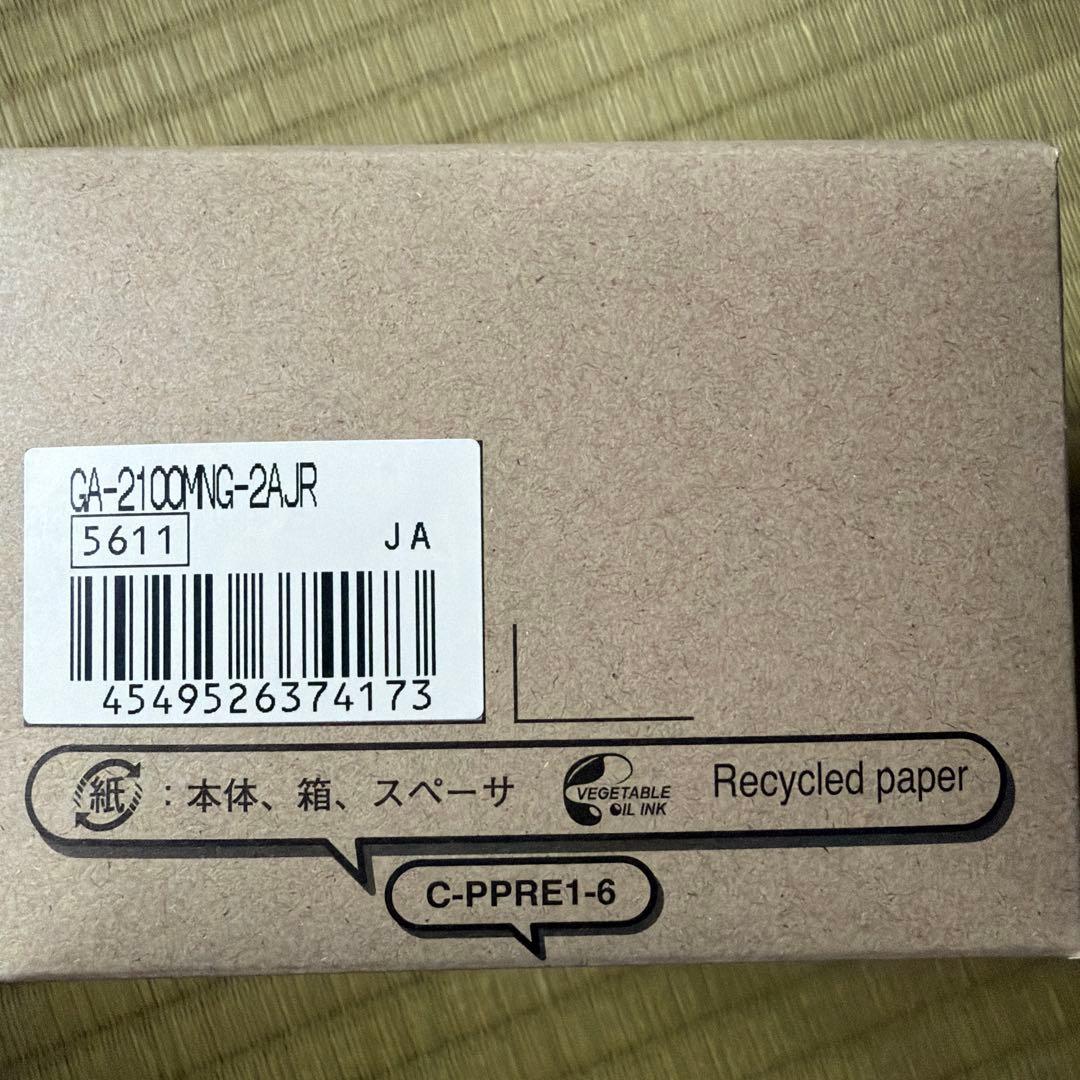 GA-2100MNG-2AJR
5611 JA
4549526374173
紙:本体、箱、スペーサ VEGETABLE OIL INK Recycled paper
C-PPRE1-6